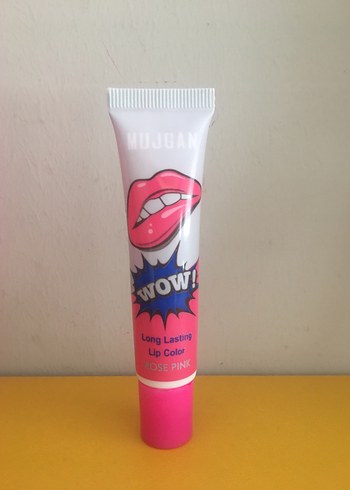 MUJGAN
WOW!
Long Lasting
Lip Color
ROSE PINK